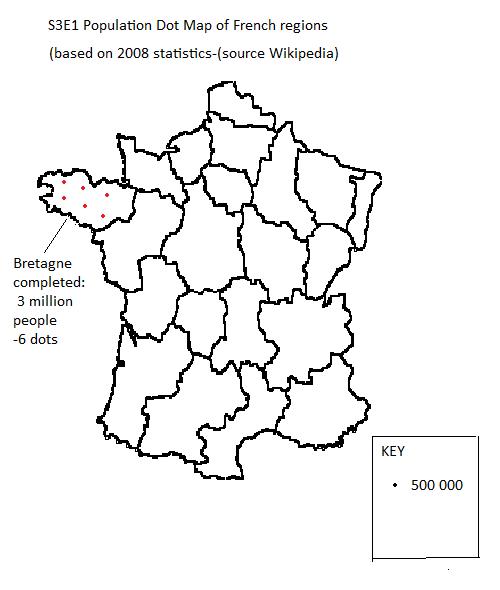 S3E1 Population Dot Map of French regions
(based on 2008 statistics-(source Wikipedia)
Bretagne
completed:
3 million
people
-6 dots
KEY
500 000